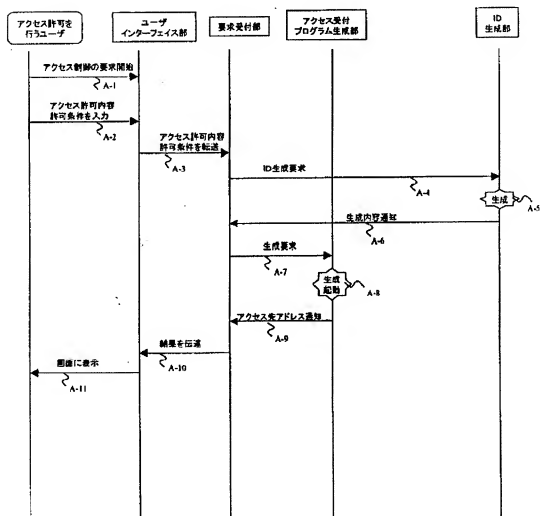 アクセス許可を
行うユーザ
ユーザ
インターフェイス部
要求受付部
アクセス受付
プログラム生成部
ID
生成部
アクセス制御の要求開始
A-1
アクセス許可内容
許可条件を入力
A-2
アクセス許可内容
許可条件を転送
A-3
ID生成要求
A-4
生成
A-5
生成内容通知
A-6
生成要求
A-7
生成
起動
A-8
アクセス先アドレス通知
A-9
結果を伝達
A-10
画面に表示
A-11